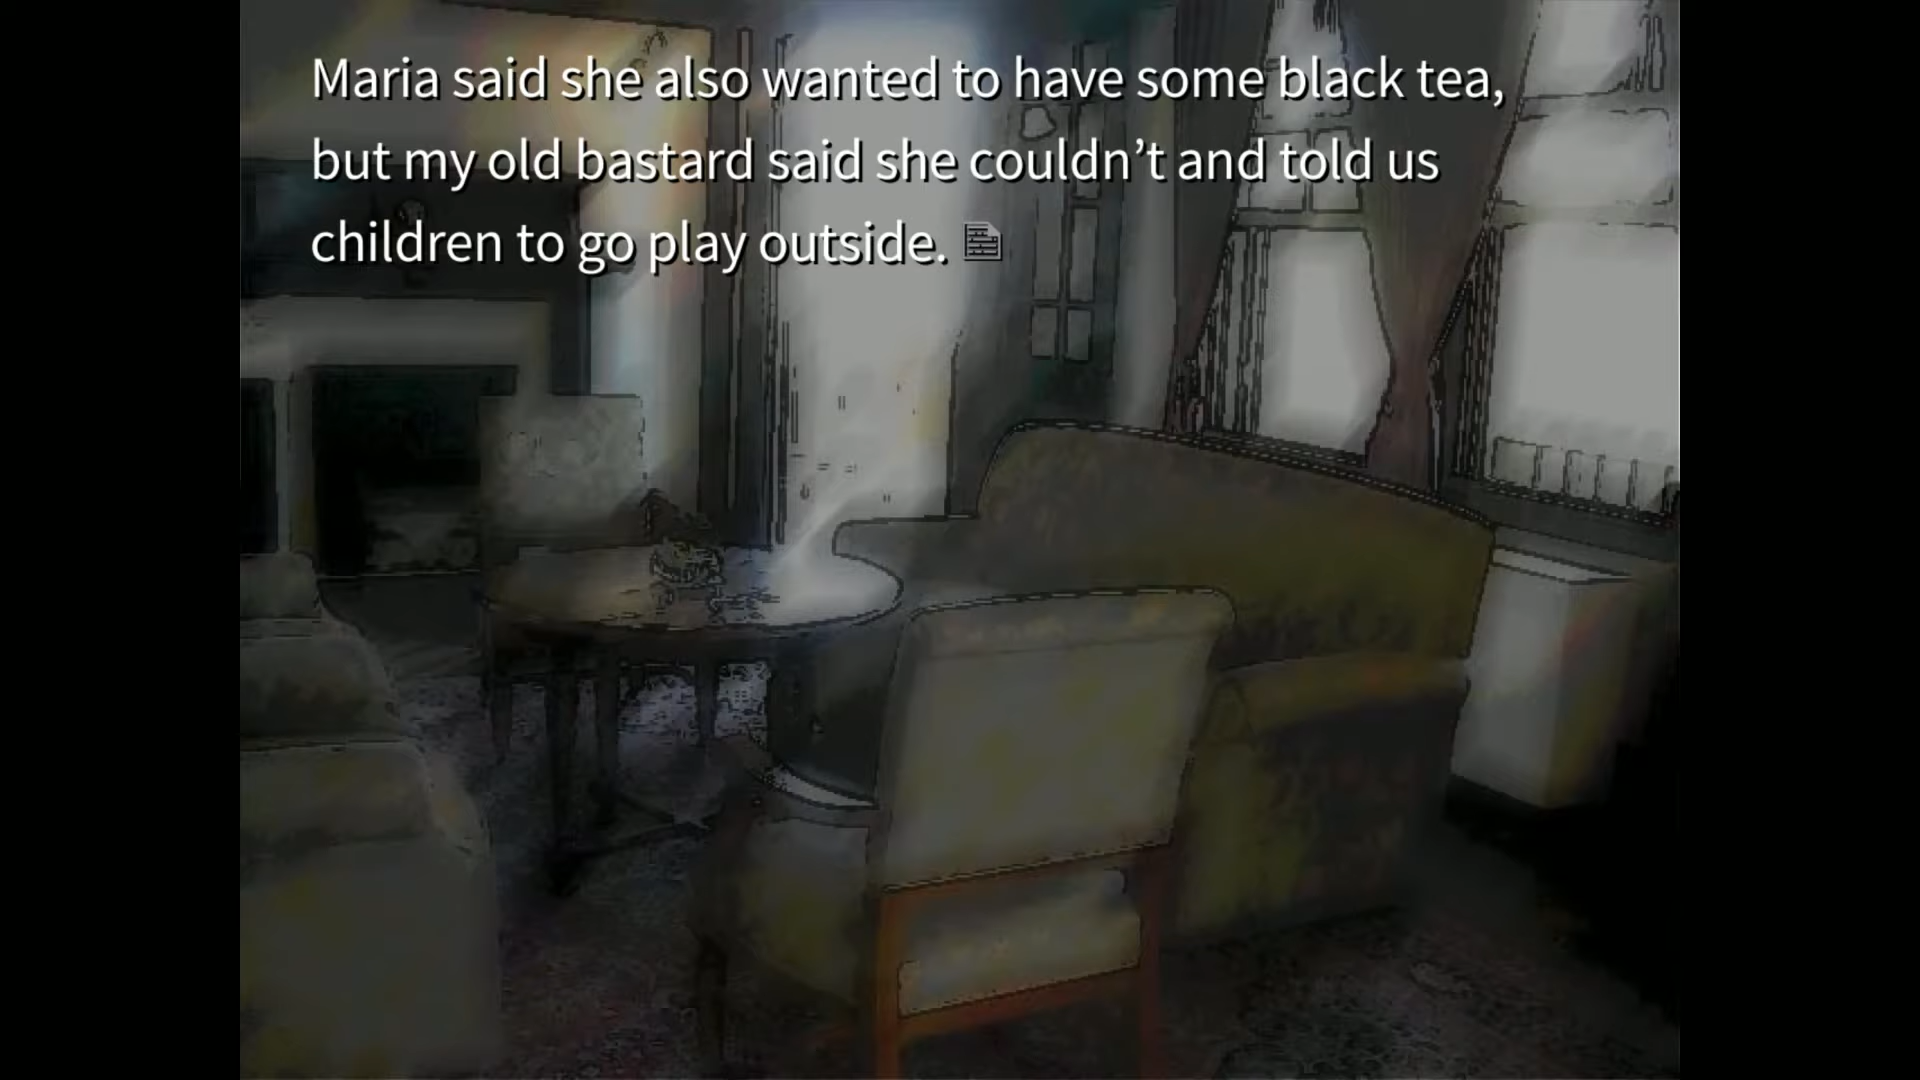 Maria said she also wanted to have some black tea,
but my old bastard said she couldn’t and told us
children to go play outside.